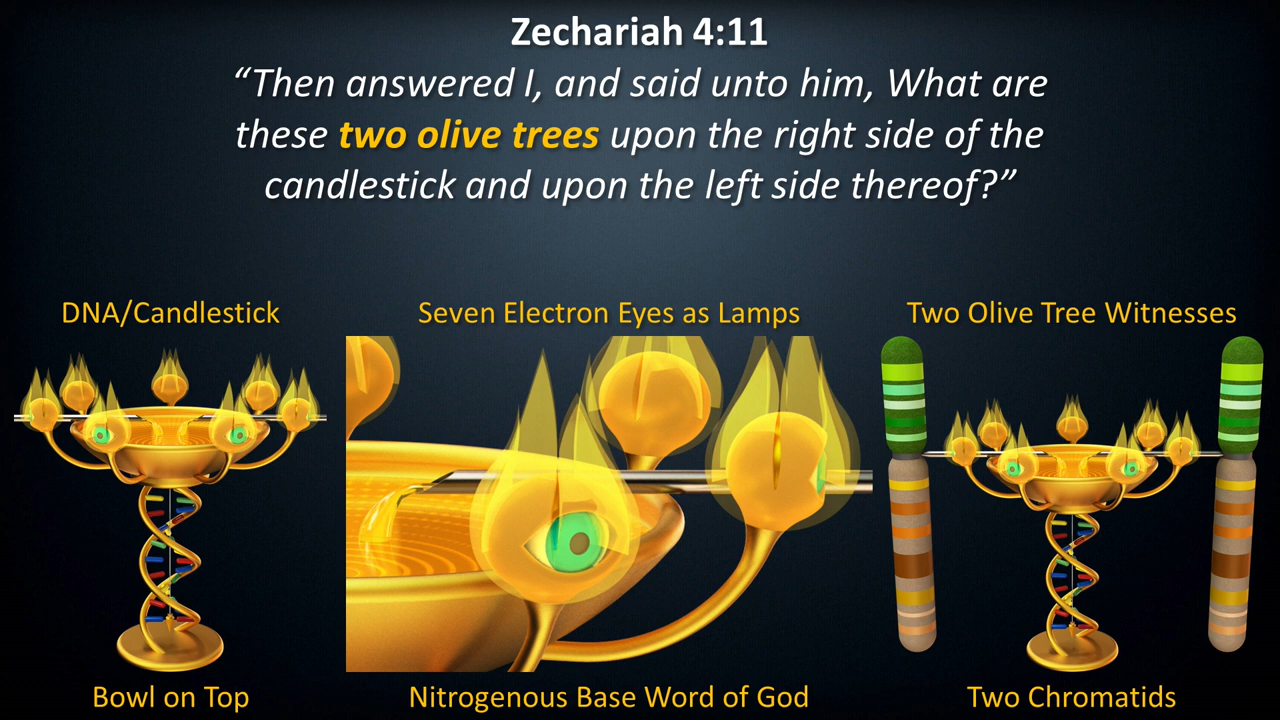 Zechariah 4:11
“Then answered I, and said unto him, What are
these two olive trees upon the right side of the
candlestick and upon the left side thereof?”
DNA/Candlestick
Seven Electron Eyes as Lamps
Two Olive Tree Witnesses
Bowl on Top
Nitrogenous Base Word of God
Two Chromatids